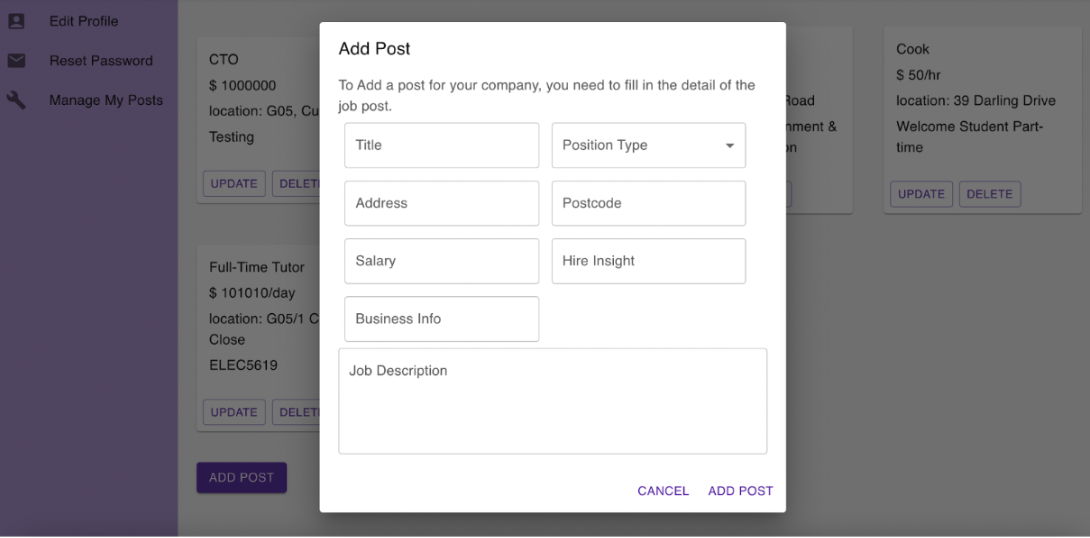 Edit Profile
Reset Password
Manage My Posts
CTO
$ 1000000
location: G05, Cu
Testing
UPDATE
DELET
Full-Time Tutor
$ 101010/day
location: G05/1 C
Close
ELEC5619
UPDATE
DELET
ADD POST
Add Post
To Add a post for your company, you need to fill in the detail of the
job post.
Title
Position Type
Address
Postcode
Salary
Hire Insight
Business Info
Job Description
CANCEL
ADD POST
Road
nment &
on
Cook
$ 50/hr
location: 39 Darling Drive
Welcome Student Part-
time
UPDATE
DELETE